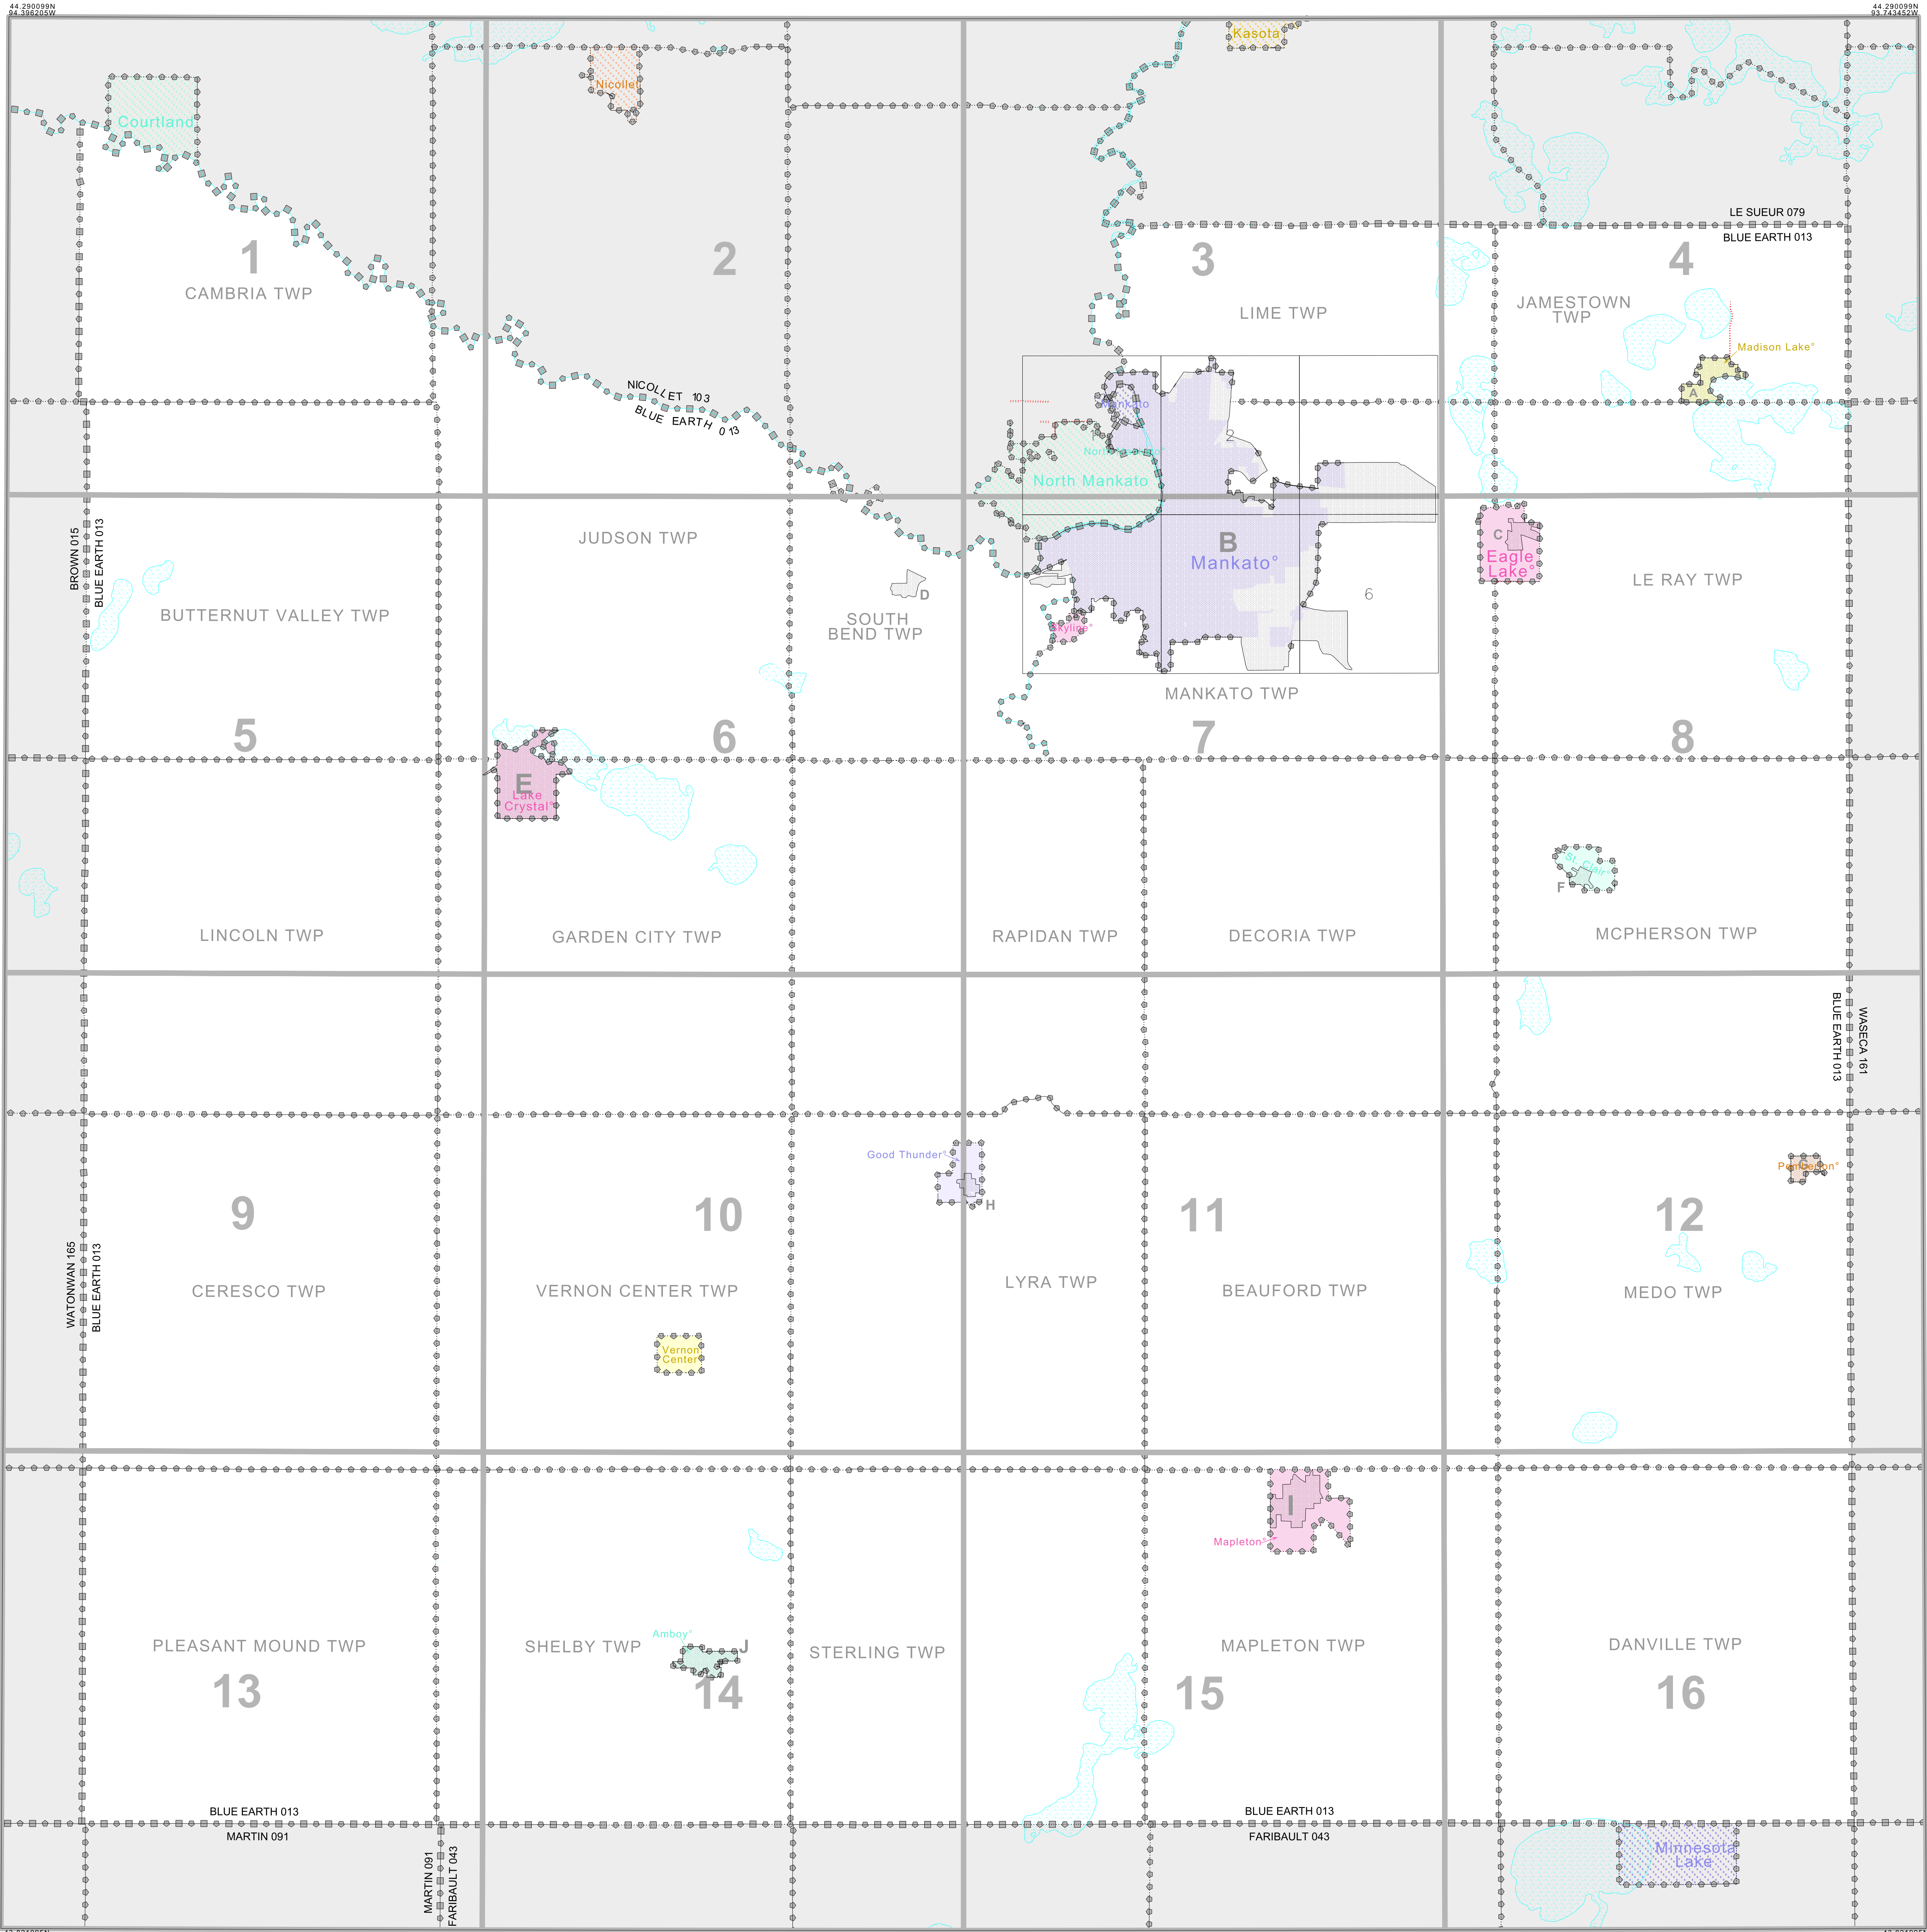 44.290099N
94.396205W
44.290099N
93.743452W
Kasota
Nicollet
Courtland
LE SUEUR 079
BLUE EARTH 013
1
2
3
4
CAMBRIA TWP
LIME TWP
JAMESTOWN
TWP
Madison Lake°
A
NICOLLET 103
BLUE EARTH 013
Mankato
2
North Mankato
BROWN 015
BLUE EARTH 013
JUDSON TWP
B
Mankato°
C
Eagle
Lake°
LE RAY TWP
D
6
BUTTERNUT VALLEY TWP
SOUTH
BEND TWP
Skyline°
MANKATO TWP
5
6
7
8
E
Lake
Crystal°
St. Clair°
F
LINCOLN TWP
GARDEN CITY TWP
RAPIDAN TWP
DECORIA TWP
MCPHERSON TWP
BLUE EARTH 013
WASECA 161
Good Thunder°
H
G
Pemberton°
9
10
11
12
WATONWAN 165
BLUE EARTH 013
CERESCO TWP
VERNON CENTER TWP
LYRA TWP
BEAUFORD TWP
MEDO TWP
Vernon
Center
I
Mapleton°
Amboy°
J
PLEASANT MOUND TWP
SHELBY TWP
STERLING TWP
MAPLETON TWP
DANVILLE TWP
13
14
15
16
BLUE EARTH 013
MARTIN 091
BLUE EARTH 013
FARIBAULT 043
MARTIN 091
FARIBAULT 043
Minnesota
Lake